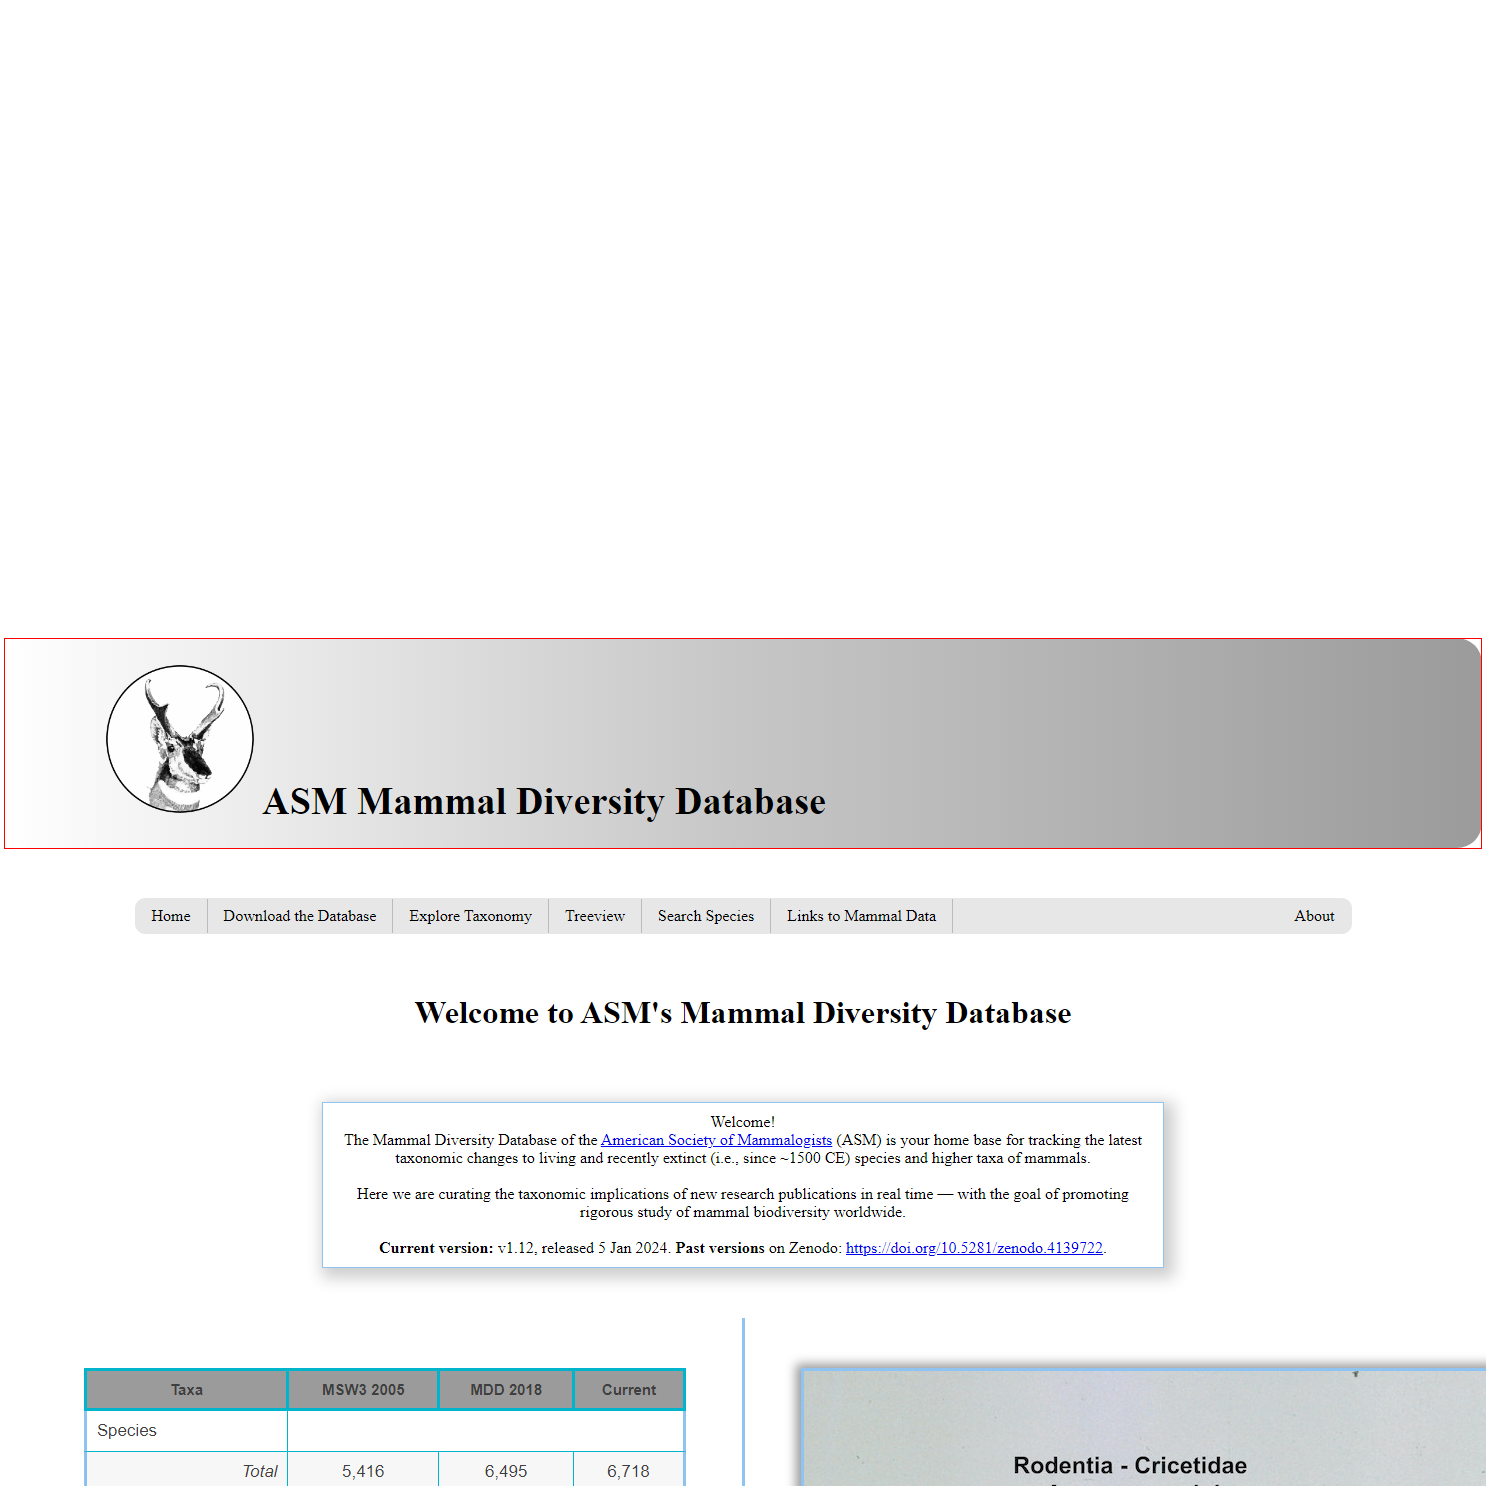 ASM Mammal Diversity Database
Home
Download the Database
Explore Taxonomy
Treeview
Search Species
Links to Mammal Data
About
Welcome to ASM's Mammal Diversity Database
Welcome!
The Mammal Diversity Database of the American Society of Mammalogists (ASM) is your home base for tracking the latest
taxonomic changes to living and recently extinct (i.e., since ~1500 CE) species and higher taxa of mammals.
Here we are curating the taxonomic implications of new research publications in real time — with the goal of promoting
rigorous study of mammal biodiversity worldwide.
Current version: v1.12, released 5 Jan 2024. Past versions on Zenodo: https://doi.org/10.5281/zenodo.4139722.
Taxa MSW3 2005 MDD 2018 Current
Species
Total 5,416 6,495 6,718
Rodentia - Cricetidae